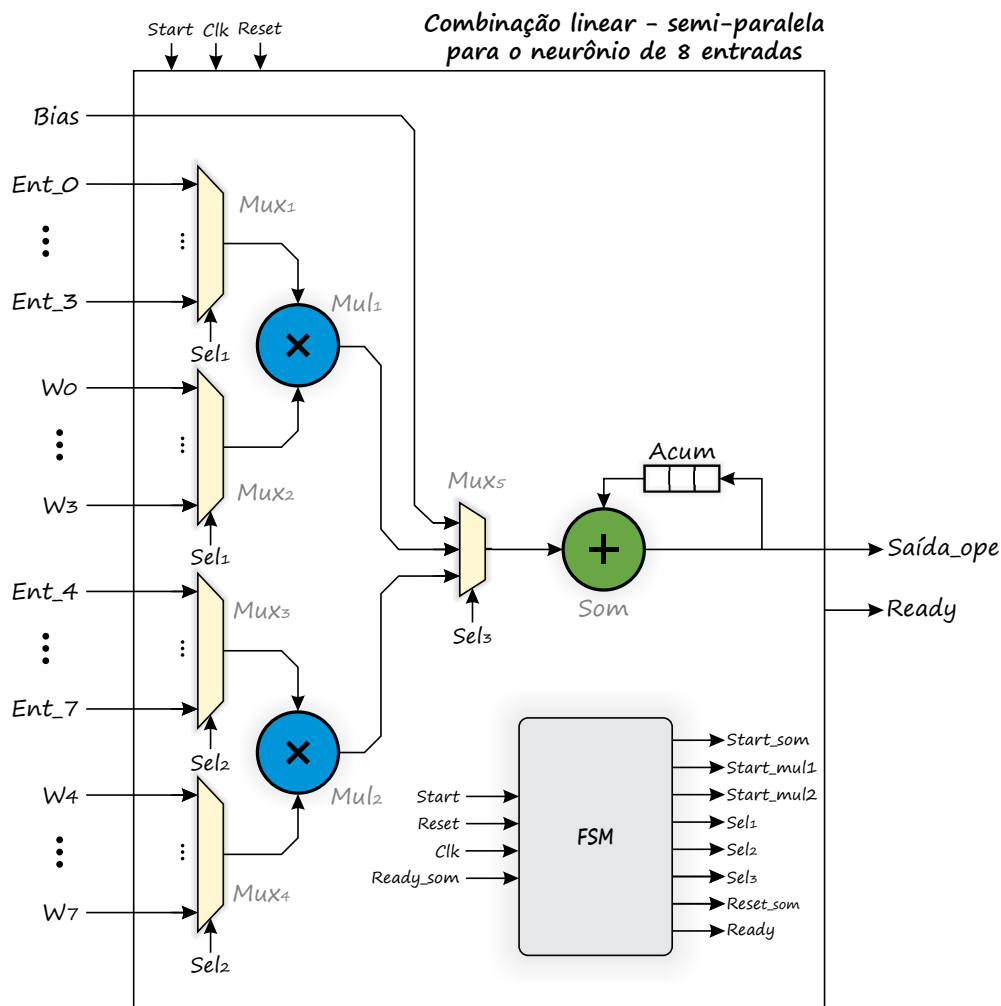 Combinação linear - semi-paralela
para o neurônio de 8 entradas
Start Clk Reset
Bias
Ent_0
Mux1
Ent_3
Mul1
Sel1
W0
W3
Mux2
Sel1
Mux5
Acum
Saída_ope
Som
Ready
Sel3
Ent_4
Mux3
Ent_7
Sel2
Mul2
W4
W7
Mux4
Sel2
Start
Reset
Clk
Ready_som
FSM
Start_som
Start_mul1
Start_mul2
Sel1
Sel2
Sel3
Reset_som
Ready